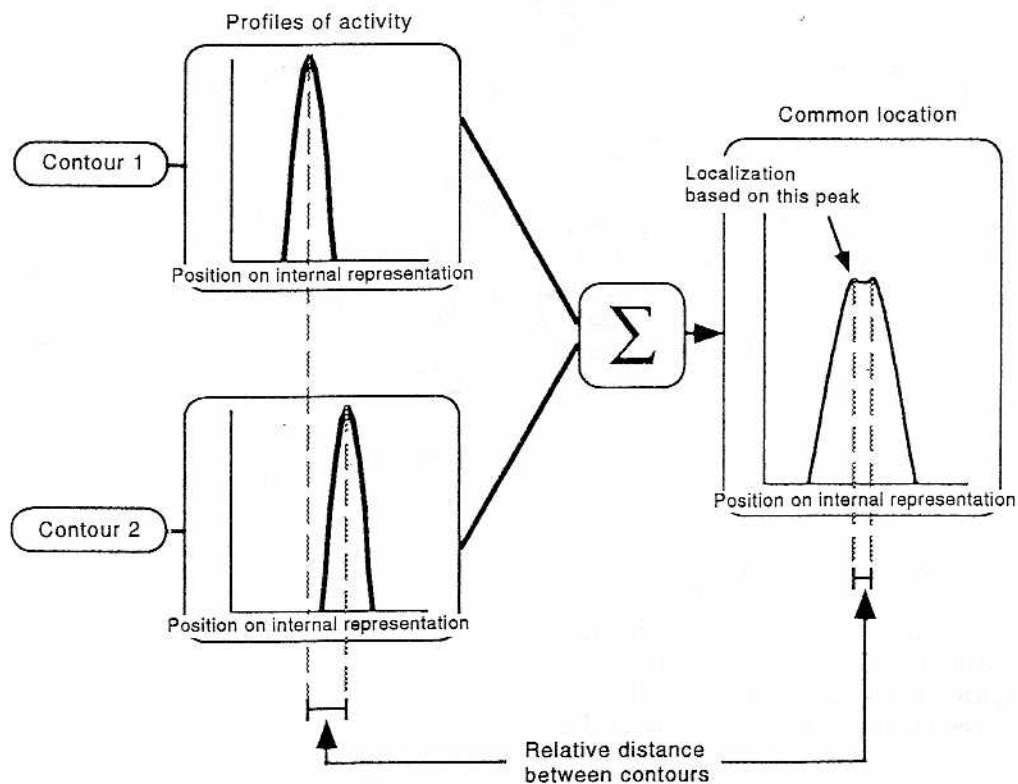 Profiles of activity
Contour 1
Position on internal representation
Common location
Localization
based on this peak
Σ
Position on internal representation
Contour 2
Position on internal representation
Relative distance
between contours